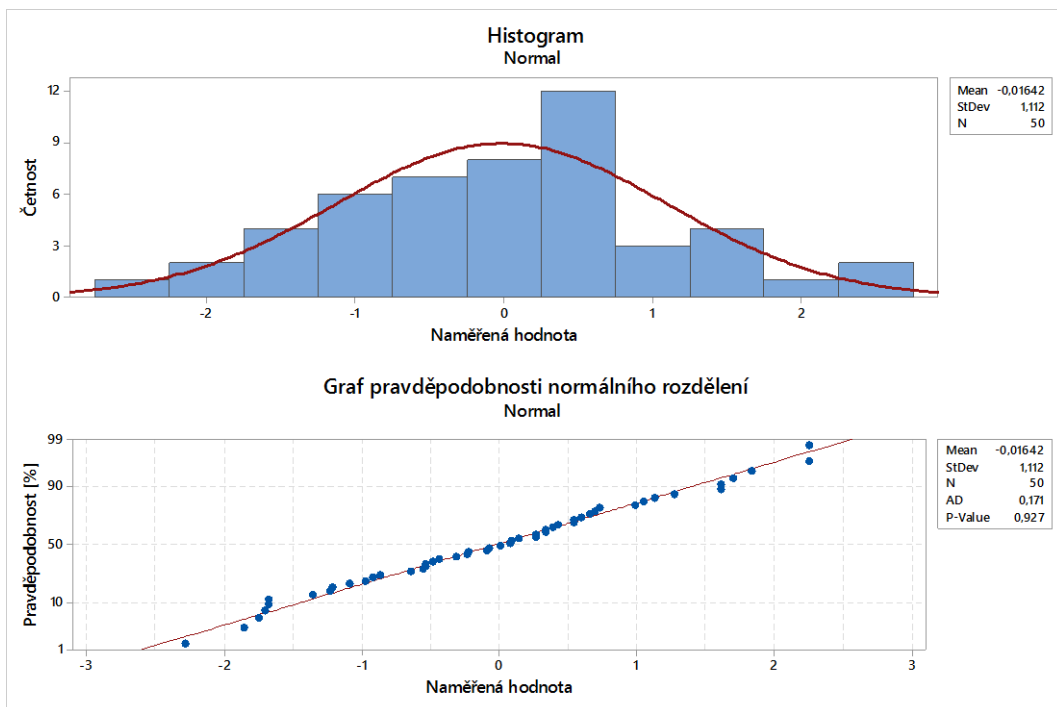 Histogram
Normal
Mean -0,01642
StDev 1,112
N 50
Četnost
12
9
6
3
0
-2 -1 0 1 2
Naměřená hodnota
Graf pravděpodobnosti normálního rozdělení
Normal
Mean -0,01642
StDev 1,112
N 50
AD 0,171
P-Value 0,927
Pravděpodobnost [%]
99
90
50
10
1
-3 -2 -1 0 1 2 3
Naměřená hodnota